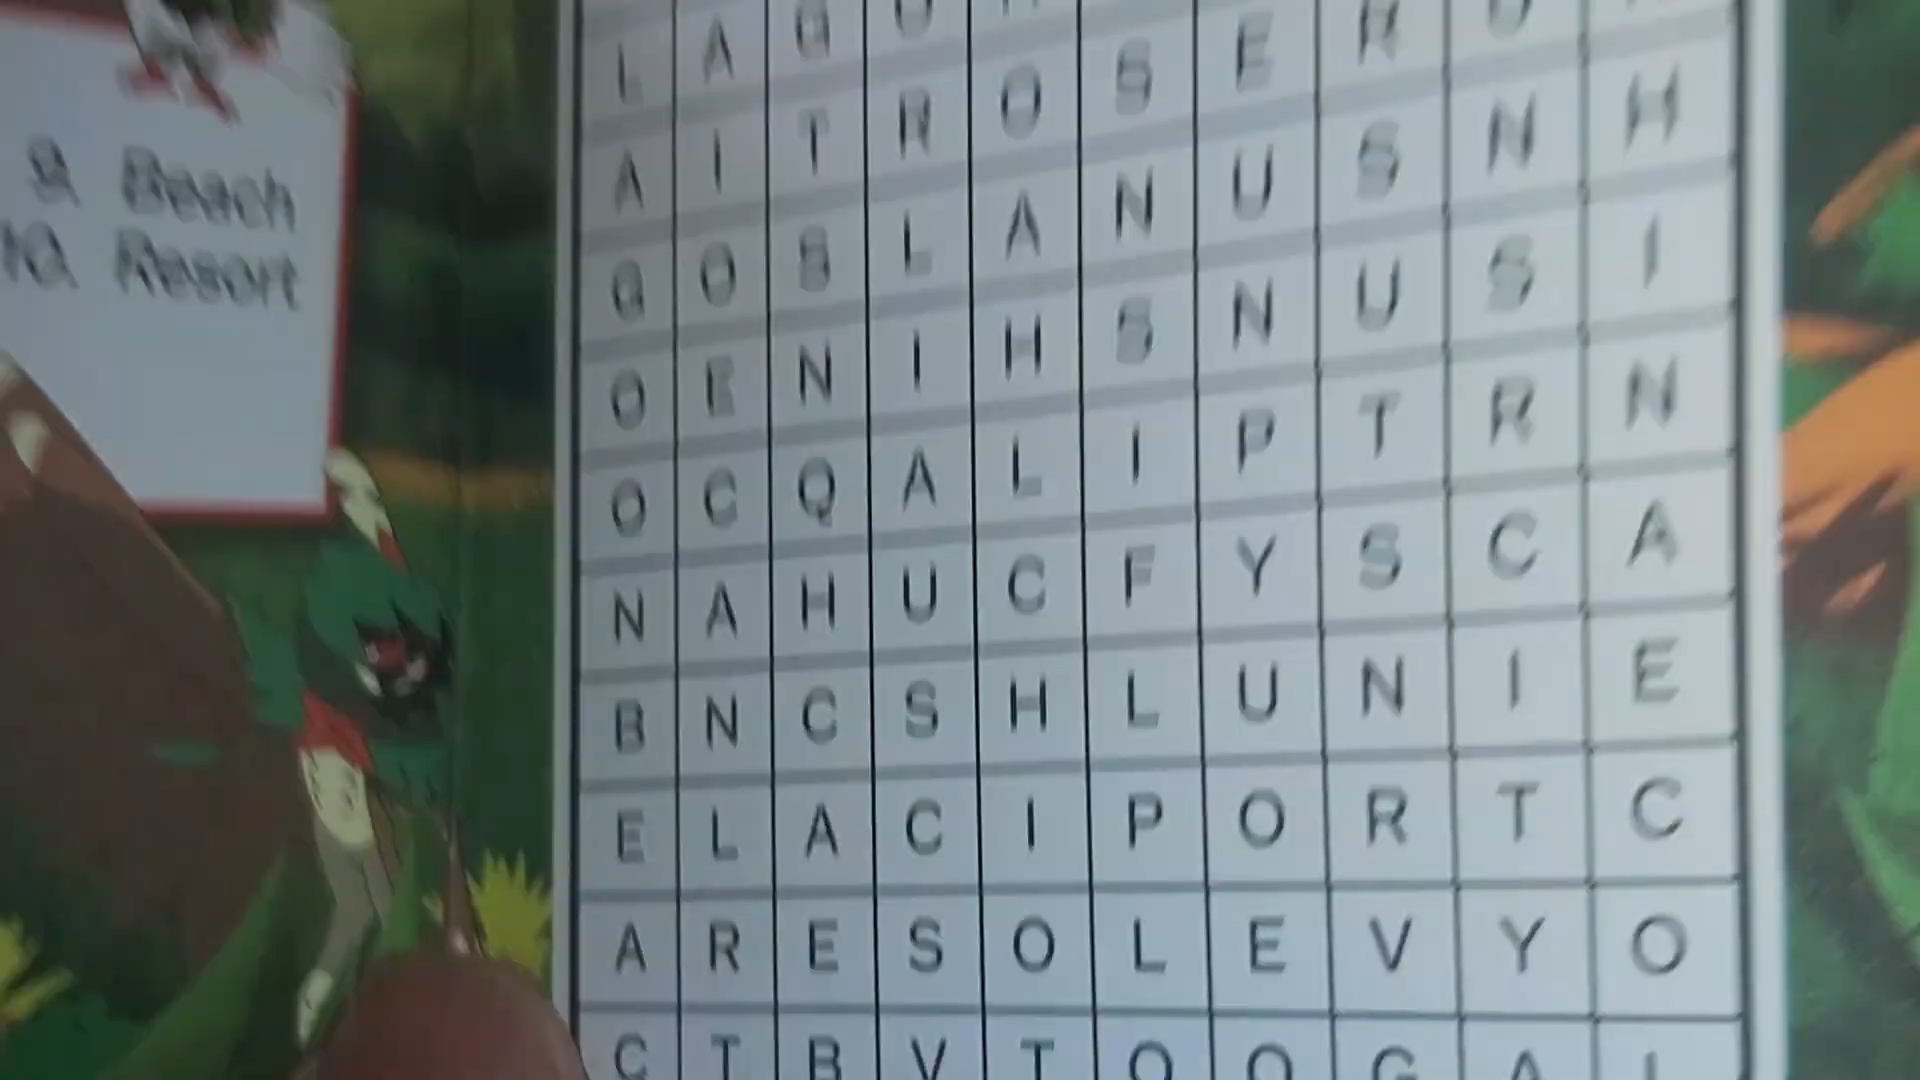 9. Beach
10. Resort
L A G U S E R U
A I T R O S U S N H
G O S L A N N U S I
O E N I H S P T R N
O C Q A L I Y S C A
N A H U C F U N I E
B N C S H L O R T C
E L A C I P E V Y O
A R E S O L
C T B V T O O G A L